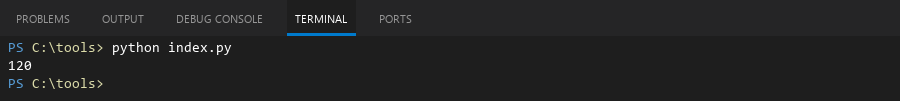 PROBLEMS OUTPUT DEBUG CONSOLE TERMINAL PORTS
PS C:\tools> python index.py
120
PS C:\tools>